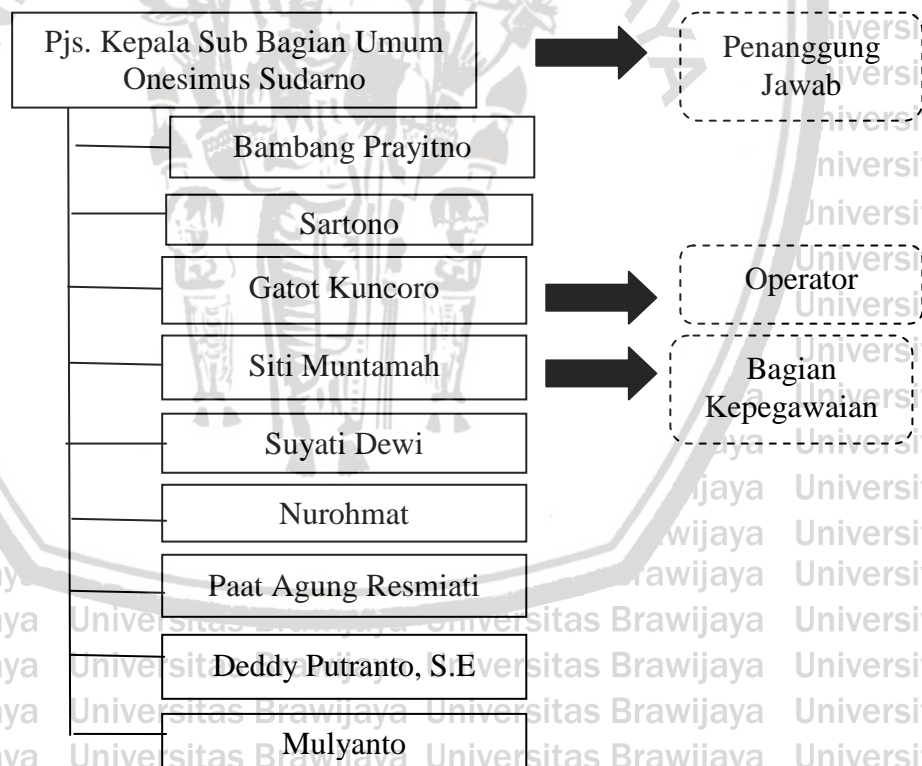 Pjs. Kepala Sub Bagian Umum
Onesimus Sudarno
Penanggung
Jawab
Bambang Prayitno
Sartono
Gatot Kuncoro
Operator
Siti Muntamah
Bagian
Kepegawaian
Suyati Dewi
Nurohmat
Paat Agung Resmiati
Deddy Putranto, S.E
Mulyanto
Universitas Brawijaya